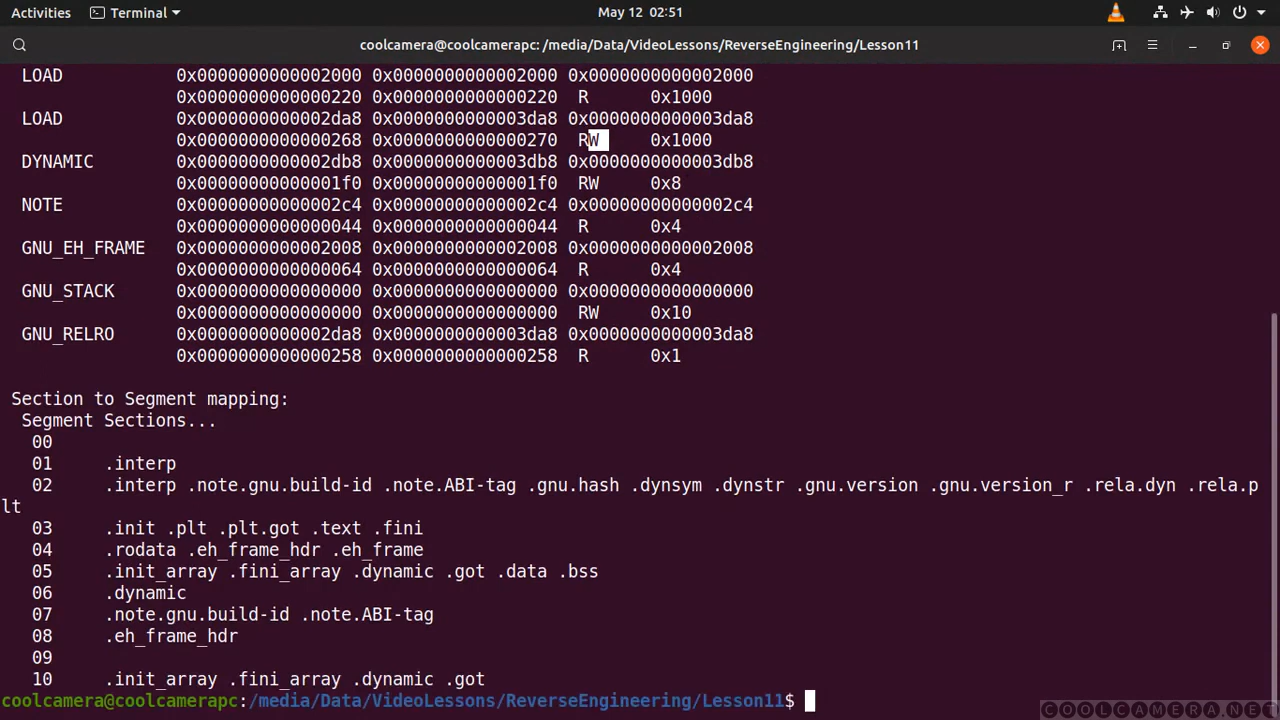 Activities Terminal May 12 02:51
coolcamera@coolcamerapc: /media/Data/VideoLessons/ReverseEngineering/Lesson11
LOAD 0x0000000000002000 0x0000000000002000 0x0000000000002000
0x0000000000000220 0x0000000000000220 R 0x1000
LOAD 0x0000000000002da8 0x0000000000003da8 0x0000000000003da8
0x0000000000000268 0x0000000000000270 RW 0x1000
DYNAMIC 0x0000000000002db8 0x0000000000003db8 0x0000000000003db8
0x00000000000001f0 0x00000000000001f0 RW 0x8
NOTE 0x00000000000002c4 0x00000000000002c4 0x00000000000002c4
0x0000000000000044 0x0000000000000044 R 0x4
GNU_EH_FRAME 0x0000000000002008 0x0000000000002008 0x0000000000002008
0x0000000000000064 0x0000000000000064 R 0x4
GNU_STACK 0x0000000000000000 0x0000000000000000 0x0000000000000000
0x0000000000000000 0x0000000000000000 RW 0x10
GNU_RELRO 0x0000000000002da8 0x0000000000003da8 0x0000000000003da8
0x0000000000000258 0x0000000000000258 R 0x1
Section to Segment mapping:
Segment Sections...
00
01 .interp
02 .interp .note.gnu.build-id .note.ABI-tag .gnu.hash .dynsym .dynstr .gnu.version .gnu.version_r .rela.dyn .rela.p
lt
03 .init .plt .plt.got .text .fini
04 .rodata .eh_frame_hdr .eh_frame
05 .init_array .fini_array .dynamic .got .data .bss
06 .dynamic
07 .note.gnu.build-id .note.ABI-tag
08 .eh_frame_hdr
09
10 .init_array .fini_array .dynamic .got
coolcamera@coolcamerapc:/media/Data/VideoLessons/ReverseEngineering/Lesson11$
COOLCAMERA.NET